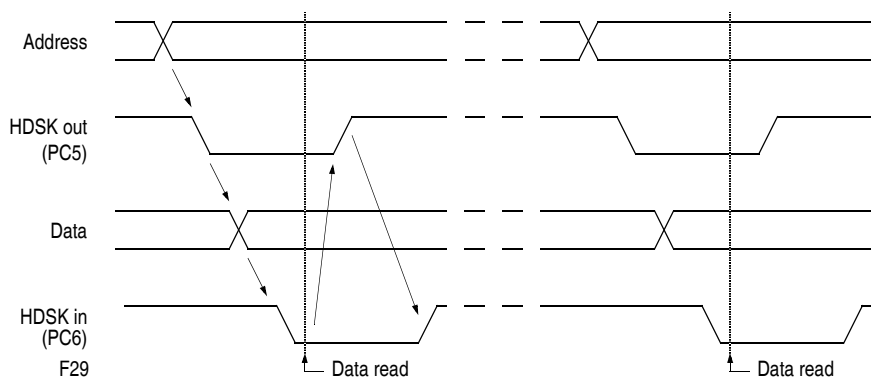 Address
HDSK out
(PC5)
Data
HDSK in
(PC6)
F29
Data read
Data read